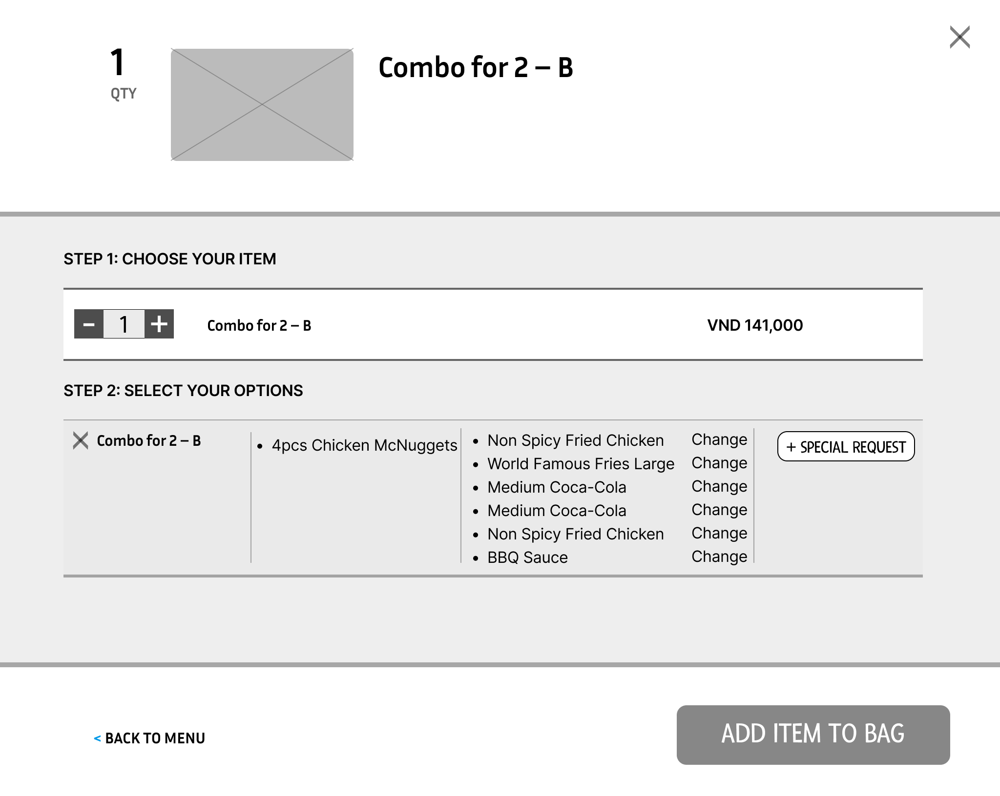 1
QTY
Combo for 2 – B
STEP 1: CHOOSE YOUR ITEM
- 1 + Combo for 2 – B VND 141,000
STEP 2: SELECT YOUR OPTIONS
Combo for 2 – B
• 4pcs Chicken McNuggets
• Non Spicy Fried Chicken Change
• World Famous Fries Large Change
• Medium Coca-Cola Change
• Medium Coca-Cola Change
• Non Spicy Fried Chicken Change
• BBQ Sauce Change
+ SPECIAL REQUEST
< BACK TO MENU
ADD ITEM TO BAG